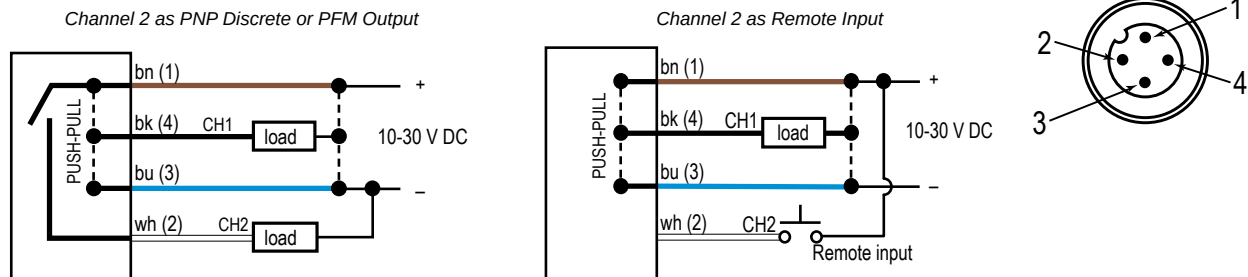 Channel 2 as PNP Discrete or PFM Output
PUSH-PULL
bn (1)
+
bk (4)
CH1
load
10-30 V DC
bu (3)
–
wh (2)
CH2
load
Channel 2 as Remote Input
PUSH-PULL
bn (1)
+
bk (4)
CH1
load
10-30 V DC
bu (3)
–
wh (2)
CH2
Remote input
1
2
4
3